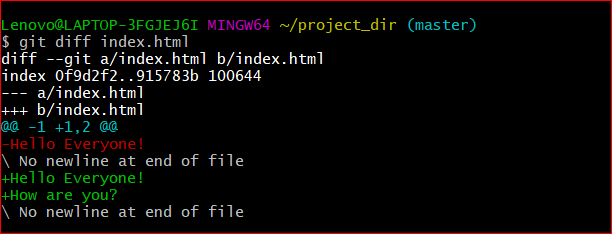 Lenovo@LAPTOP-3FGJEJ6I MINGW64 ~/project_dir (master)
$ git diff index.html
diff --git a/index.html b/index.html
index 0f9d2f2..915783b 100644
--- a/index.html
+++ b/index.html
@@ -1 +1,2 @@
-Hello Everyone!
\ No newline at end of file
+Hello Everyone!
+How are you?
\ No newline at end of file